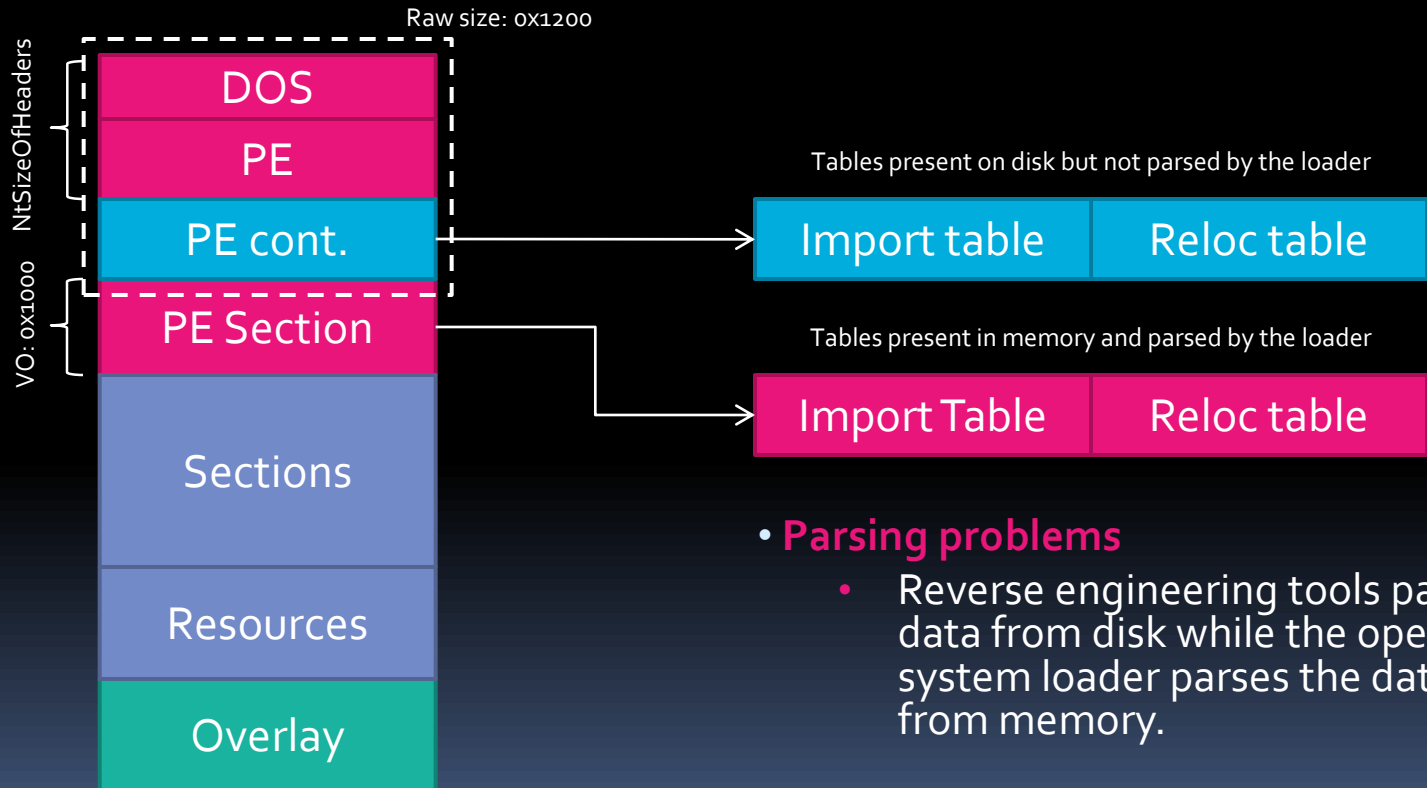 Raw size: 0x1200
NtSizeOfHeaders
VO: 0x1000
DOS
PE
PE cont.
PE Section
Sections
Resources
Overlay
Tables present on disk but not parsed by the loader
Import table Reloc table
Tables present in memory and parsed by the loader
Import Table Reloc table
• Parsing problems
• Reverse engineering tools pa
data from disk while the ope
system loader parses the dat
from memory.